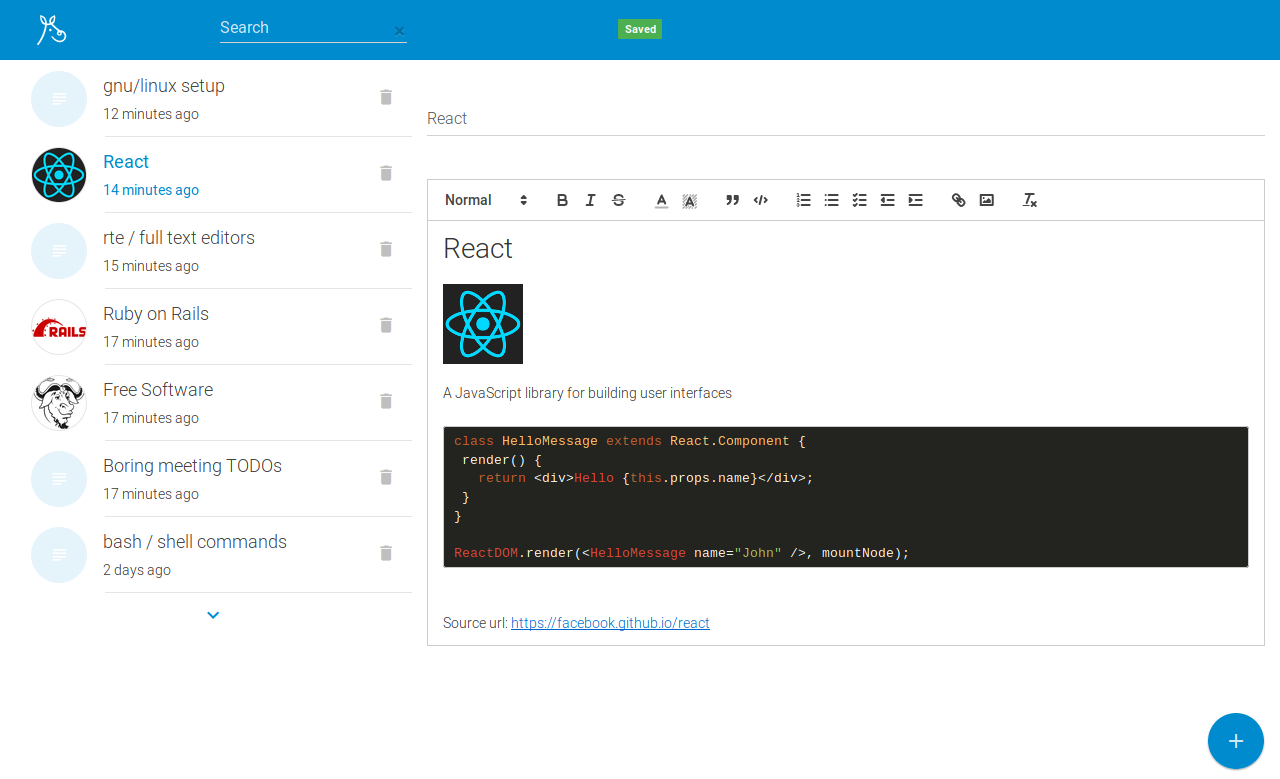 Search
Saved
gnu/linux setup
12 minutes ago
React
14 minutes ago
rte / full text editors
15 minutes ago
Ruby on Rails
17 minutes ago
RAILS
Free Software
17 minutes ago
Boring meeting TODOs
17 minutes ago
bash / shell commands
2 days ago
React
Normal
React
A JavaScript library for building user interfaces
class HelloMessage extends React.Component {
 render() {
   return <div>Hello {this.props.name}</div>;
 }
}
ReactDOM.render(<HelloMessage name="John" />, mountNode);
Source url: https://facebook.github.io/react